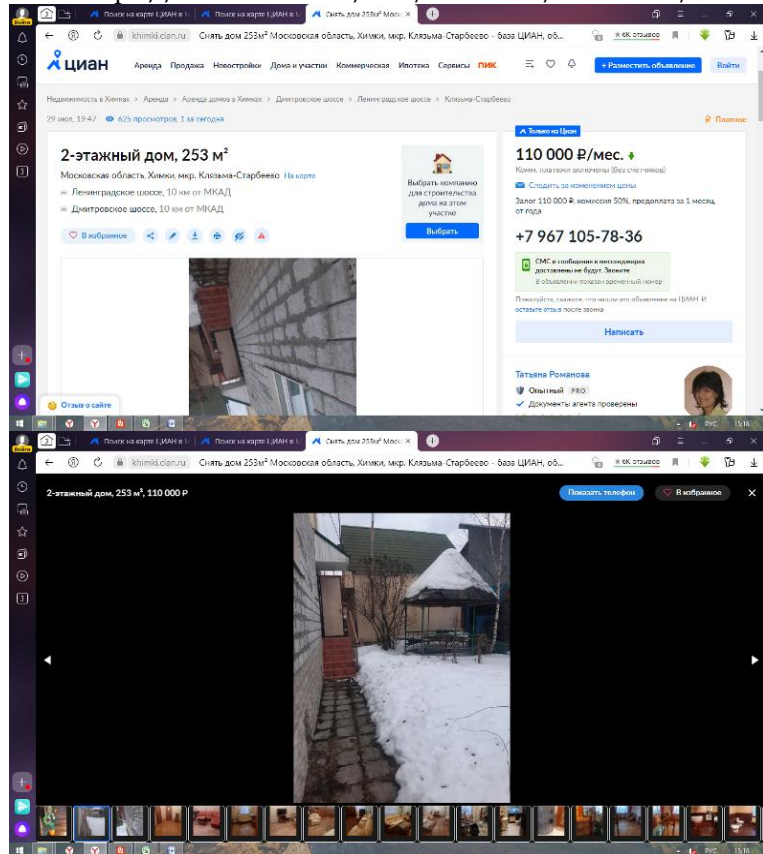 Войти
Поиск на карте ЦИАН в М
Поиск на карте ЦИАН в М
Снять дом 253м² Моск
khimki.cian.ru
Снять дом 253м² Московская область, Химки, мкр. Клязьма-Старбеево - база ЦИАН, об...
★ 6К отзывов
циан
Аренда Продажа Новостройки Дома и участки Коммерческая Ипотека Сервисы ПИК
+ Разместить объявление
Войти
Недвижимость в Химках > Аренда > Аренда домов в Химках > Дмитровское шоссе > Ленинградское шоссе > Клязьма-Старбеево
29 июл, 19:47 625 просмотров, 1 за сегодня
₽ Платное
2-этажный дом, 253 м²
Московская область, Химки, мкр. Клязьма-Старбеево На карте
Ленинградское шоссе, 10 км от МКАД
Дмитровское шоссе, 10 км от МКАД
В избранное
Выбрать компанию
для строительства
дома на этом
участке
Выбрать
Только на Циан
110 000 ₽/мес.
Комм. платежи включены (без счетчиков)
Следить за изменением цены
Залог 110 000 ₽, комиссия 50%, предоплата за 1 месяц,
от года
+7 967 105-78-36
СМС и сообщения в мессенджерах
доставлены не будут. Звоните
В объявлении показан временный номер
Пожалуйста, скажите, что нашли это объявление на ЦИАН. И
оставьте отзыв после звонка
Написать
Татьяна Романова
Опытный PRO
Документы агента проверены
Отзыв о сайте
РУС 15:16
Войти
Поиск на карте ЦИАН в М
Поиск на карте ЦИАН в М
Снять дом 253м² Моск
khimki.cian.ru
Снять дом 253м² Московская область, Химки, мкр. Клязьма-Старбеево - база ЦИАН, об...
★ 6К отзывов
2-этажный дом, 253 м², 110 000 ₽
Показать телефон
В избранное
РУС 15:16